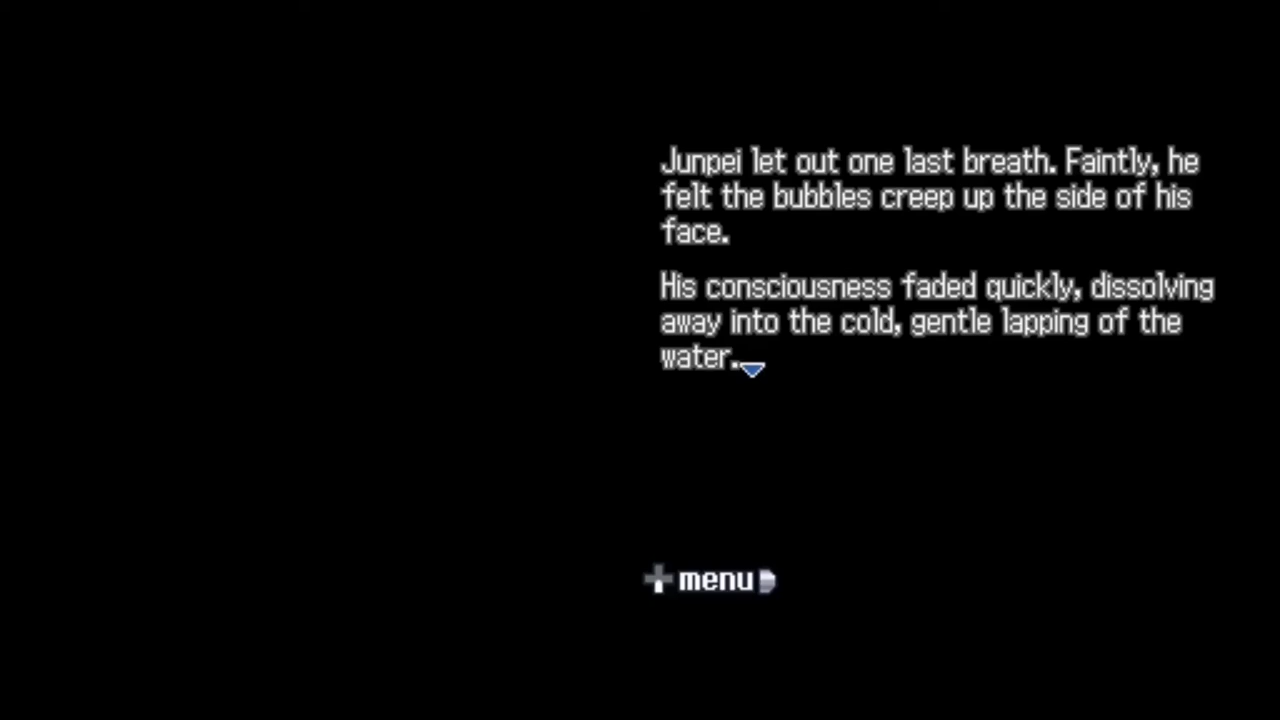 Junpei let out one last breath. Faintly, he
felt the bubbles creep up the side of his
face.
His consciousness faded quickly, dissolving
away into the cold, gentle lapping of the
water.
menu